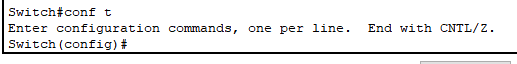 Switch#conf t
Enter configuration commands, one per line.  End with CNTL/Z.
Switch(config)#